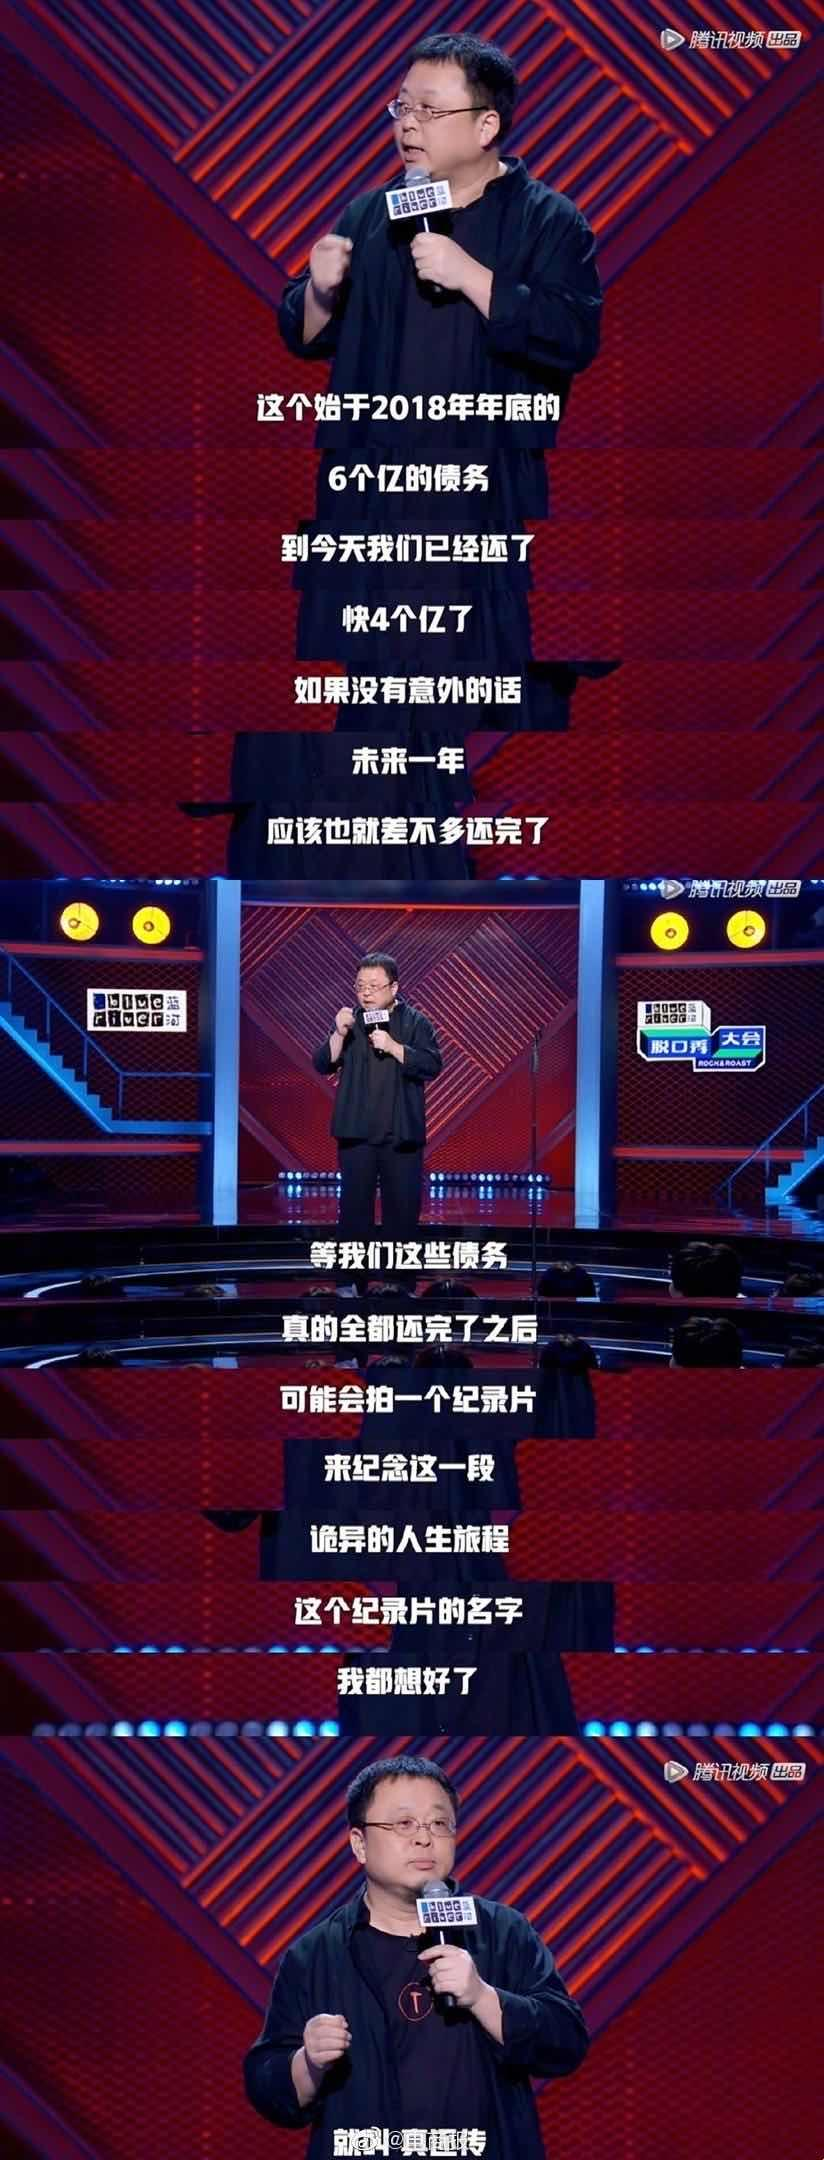 腾讯视频 出品
blue 蓝
river 河
这个始于2018年年底的
6个亿的债务
到今天我们已经还了
快4个亿了
如果没有意外的话
未来一年
应该也就差不多还完了
腾讯视频 出品
blue 蓝
river 河
blue 蓝
river 河
脱口秀大会
ROCK&ROAST
等我们这些债务
真的全都还完了之后
可能会拍一个纪录片
来纪念这一段
诡异的人生旅程
这个纪录片的名字
我都想好了
腾讯视频 出品
blue 蓝
river 河
T
就叫 真还传